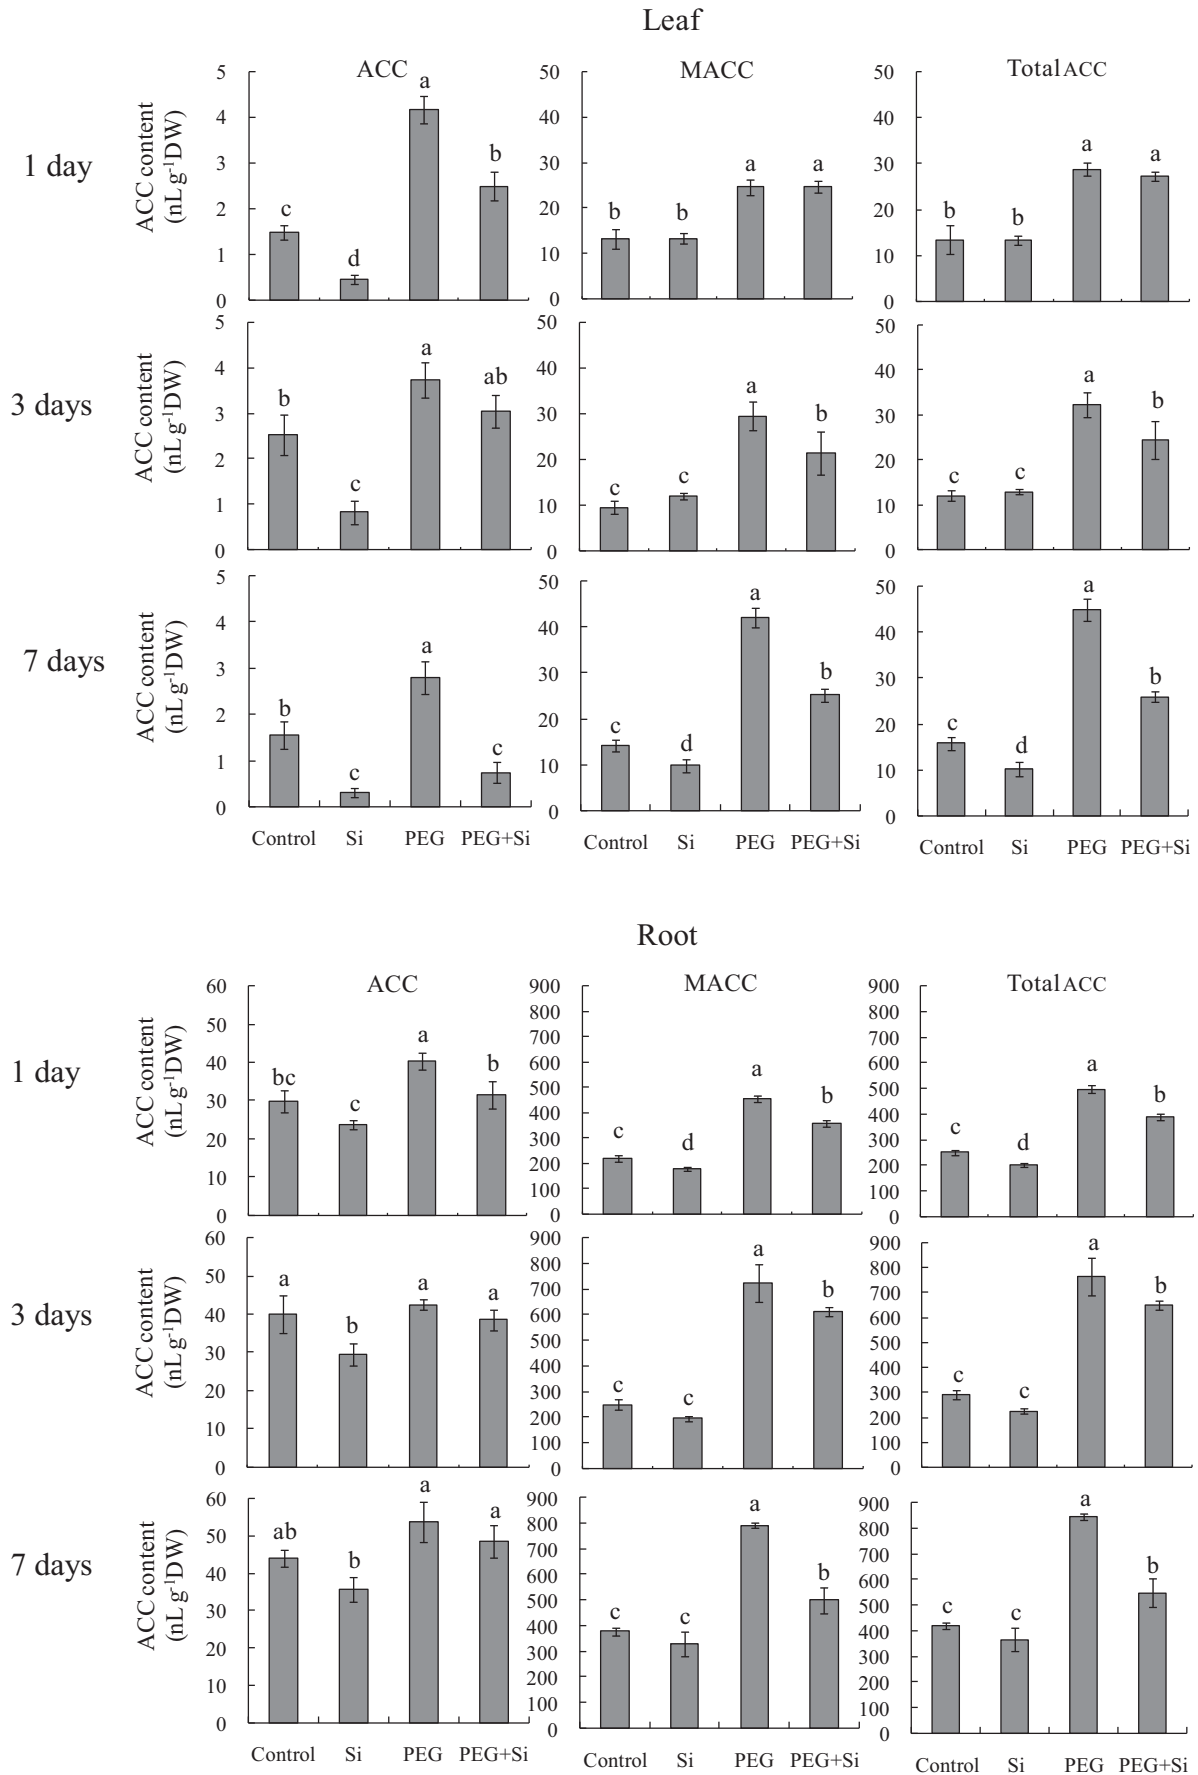 Leaf
ACC
MACC
Total ACC
1 day
ACC content
(nL g-1DW)
5
4
3
2
1
0
c
d
a
b
50
40
30
20
10
0
b
b
a
a
50
40
30
20
10
0
b
b
a
a
3 days
ACC content
(nL g-1DW)
5
4
3
2
1
0
b
c
a
ab
50
40
30
20
10
0
c
c
a
b
50
40
30
20
10
0
c
c
a
b
7 days
ACC content
(nL g-1DW)
5
4
3
2
1
0
b
c
a
c
50
40
30
20
10
0
c
d
a
b
50
40
30
20
10
0
c
d
a
b
Control Si PEG PEG+Si
Control Si PEG PEG+Si
Control Si PEG PEG+Si
Root
ACC
MACC
Total ACC
1 day
ACC content
(nL g-1DW)
60
50
40
30
20
10
0
bc
c
a
b
900
800
700
600
500
400
300
200
100
0
c
d
a
b
900
800
700
600
500
400
300
200
100
0
c
d
a
b
3 days
ACC content
(nL g-1DW)
60
50
40
30
20
10
0
a
b
a
a
900
800
700
600
500
400
300
200
100
0
c
c
a
b
900
800
700
600
500
400
300
200
100
0
c
c
a
b
7 days
ACC content
(nL g-1DW)
60
50
40
30
20
10
0
ab
b
a
a
900
800
700
600
500
400
300
200
100
0
c
c
a
b
900
800
700
600
500
400
300
200
100
0
c
c
a
b
Control Si PEG PEG+Si
Control Si PEG PEG+Si
Control Si PEG PEG+Si